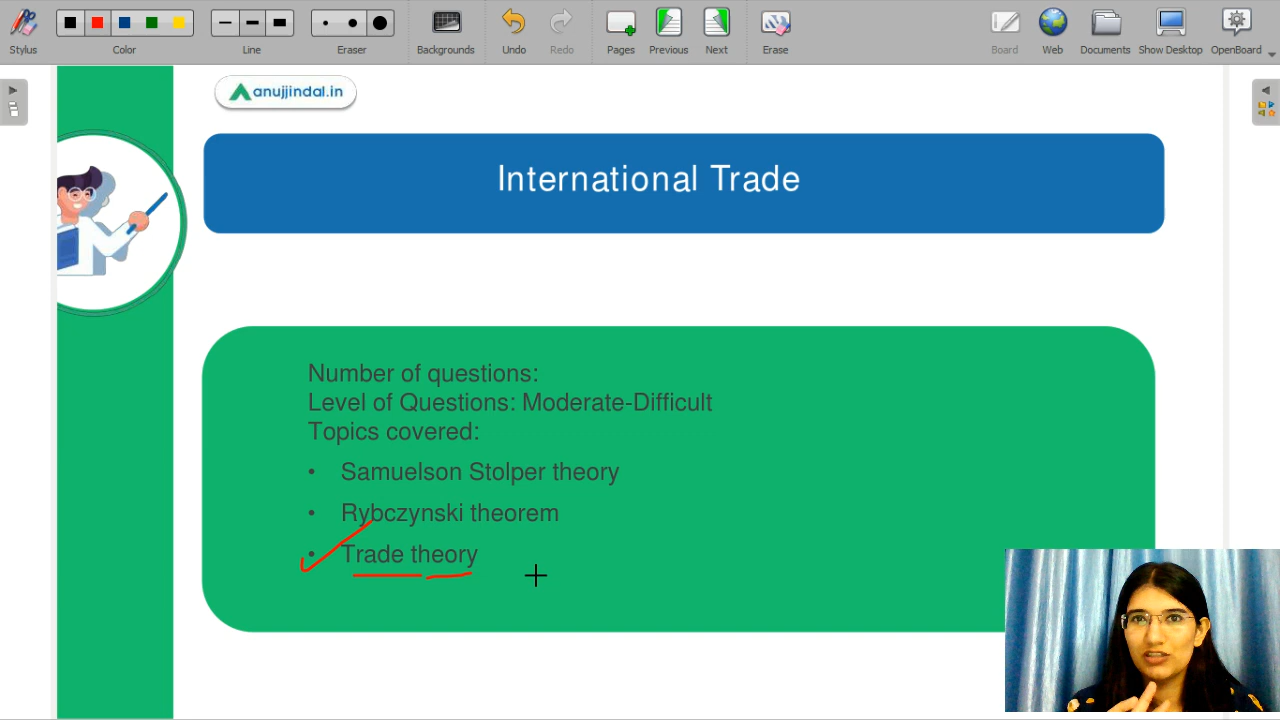 Stylus
Color
Line
Eraser
Backgrounds
Undo
Redo
Pages
Previous
Next
Erase
Board
Web
Documents
Show Desktop
OpenBoard
anujjindal.in
International Trade
Number of questions:
Level of Questions: Moderate-Difficult
Topics covered:
• Samuelson Stolper theory
• Rybczynski theorem
• Trade theory